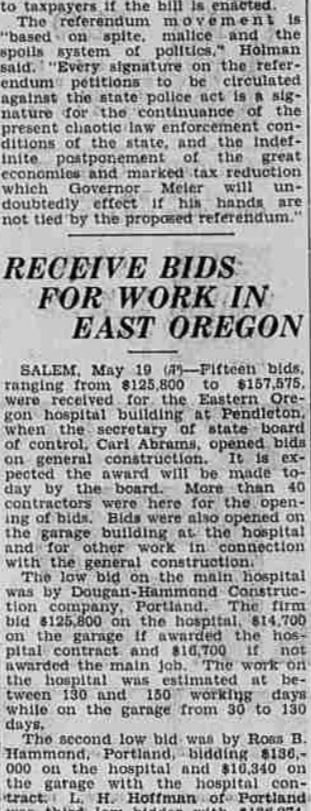 to taxpayers if the bill is enacted.
The referendum movement is
"based on spite, malice and the
spoils system of politics," Holman
said. "Every signature on the refer-
endum petitions to be circulated
against the state police act is a sig-
nature for the continuance of the
present chaotic law enforcement con-
ditions of the state, and the indef-
inite postponement of the great
economies and marked tax reduction
which Governor Meier will un-
doubtedly effect if his hands are
not tied by the proposed referendum."
RECEIVE BIDS
FOR WORK IN
EAST OREGON
SALEM, May 19 (AP)—Fifteen bids,
ranging from $125,800 to $157,575,
were received for the Eastern Ore-
gon hospital building at Pendleton,
when the secretary of state board
of control, Carl Abrams, opened bids
on general construction. It is ex-
pected the award will be made to-
day by the board. More than 40
contractors were here for the open-
ing of bids. Bids were also opened on
the garage building at the hospital
and for other work in connection
with the general construction.
The low bid on the main hospital
was by Dougan-Hammond Construc-
tion company, Portland. The firm
bid $125,800 on the hospital, $14,700
on the garage if awarded the hos-
pital contract and $16,700 if not
awarded the main job. The work on
the hospital was estimated at be-
tween 130 and 150 working days
while on the garage from 30 to 130
days.
The second low bid was by Ross B.
Hammond, Portland, bidding $136,-
000 on the hospital and $16,340 on
the garage with the hospital con-
tract. L. H. Hoffman of Portland